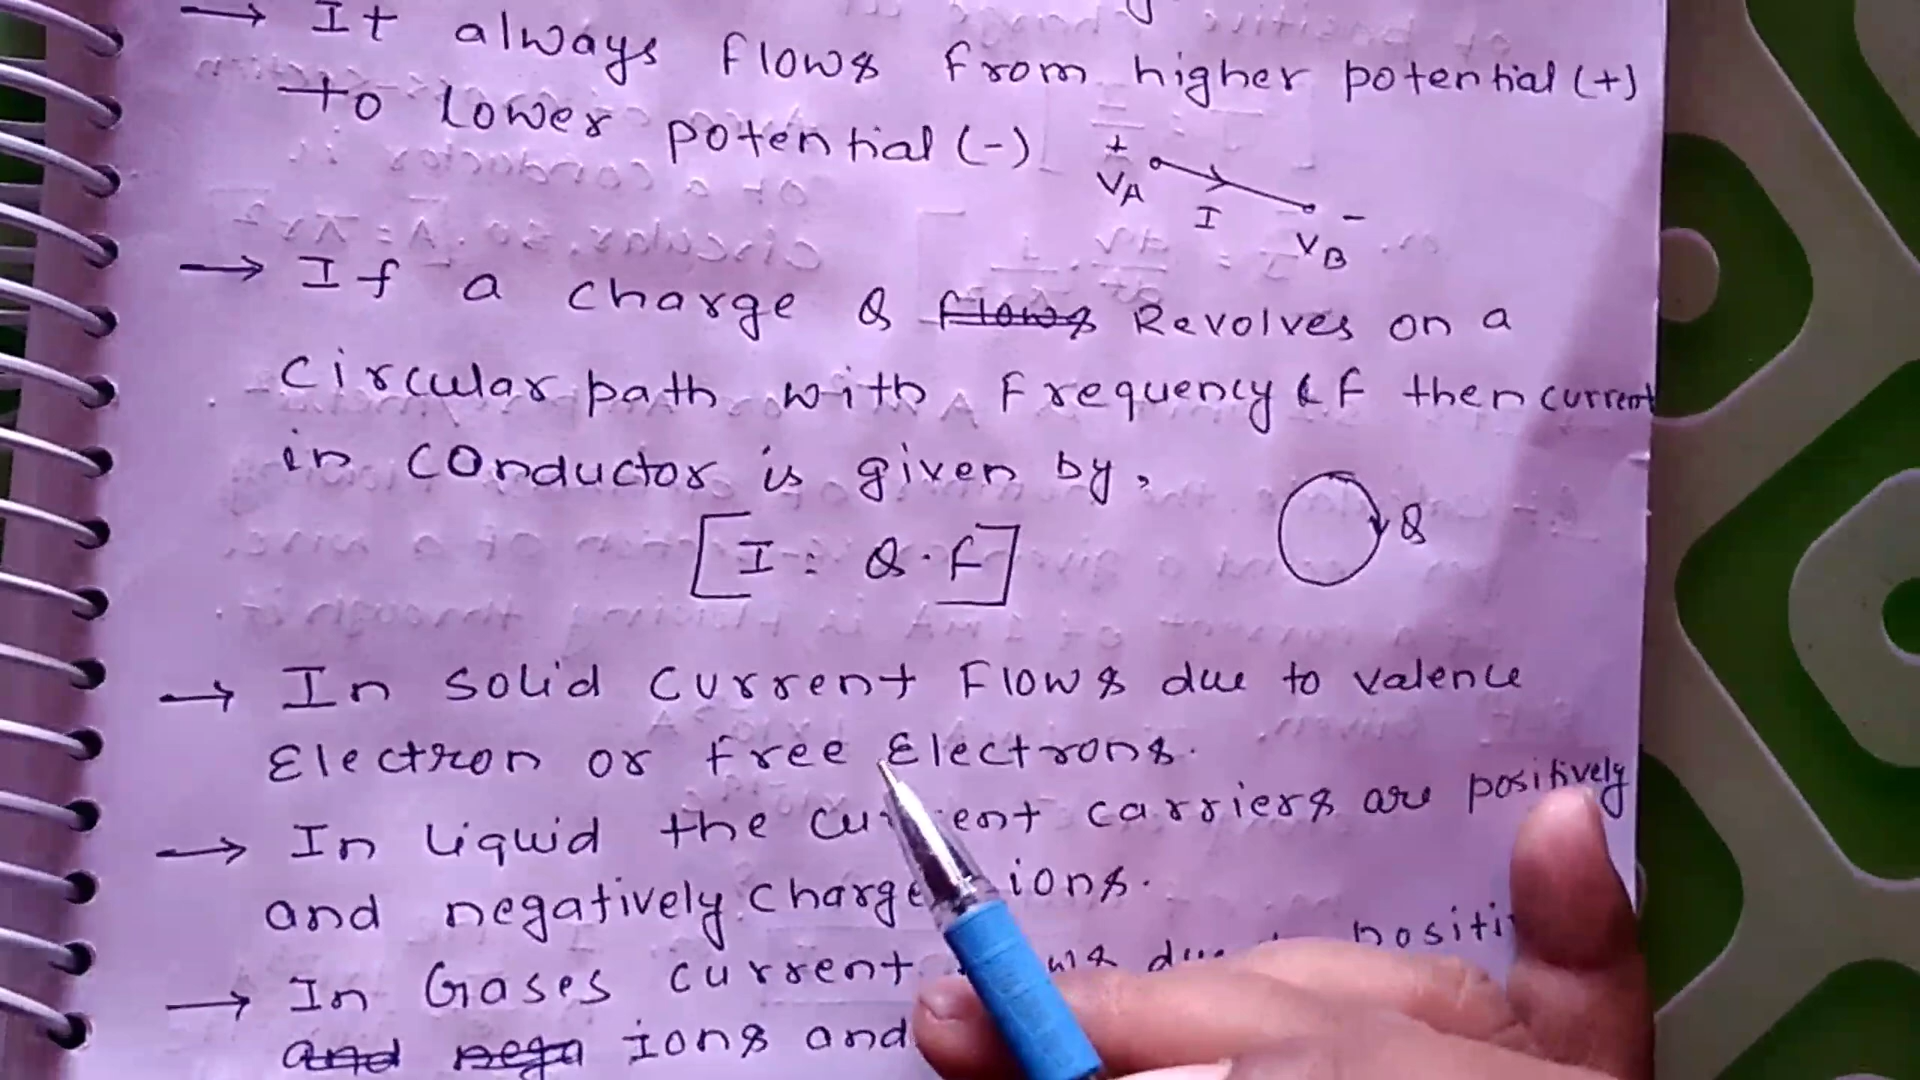 → It always flows from higher potential (+)
to lower potential (-)
+ VA I VB -
→ If a charge Q flows Revolves on a
circular path with Frequency f then current
in conductor is given by,
[I = Q.f]
Q
→ In solid current flows due to valence
Electron or free Electrons.
→ In liquid the current carriers are positively
and negatively charge ions.
→ In Gases current due
and nega ions and